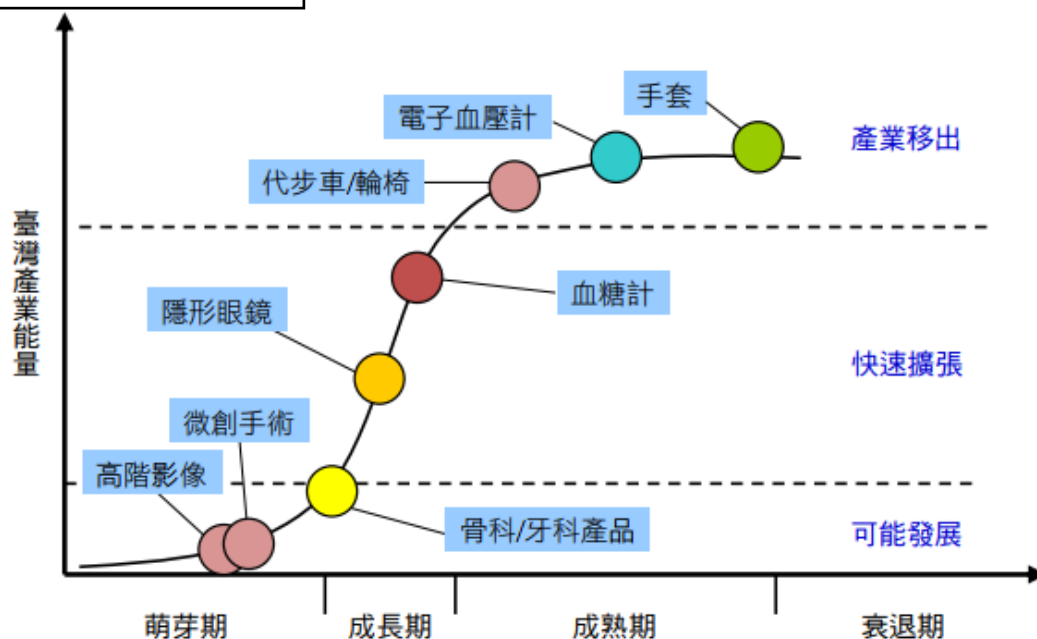 手套
電子血壓計
產業移出
代步車/輪椅
臺灣產業能量
血糖計
隱形眼鏡
快速擴張
微創手術
高階影像
骨科/牙科產品
可能發展
萌芽期
成長期
成熟期
衰退期